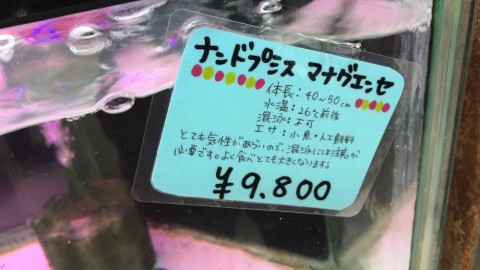 ナンドプシス マナグエンセ
体長：40〜50cm
水温：26℃前後
混泳：不可
エサ：小魚・人工飼料
とても気性があらいので、混泳には注意が
必要です。よく食べとても大きくなります。
¥9.800